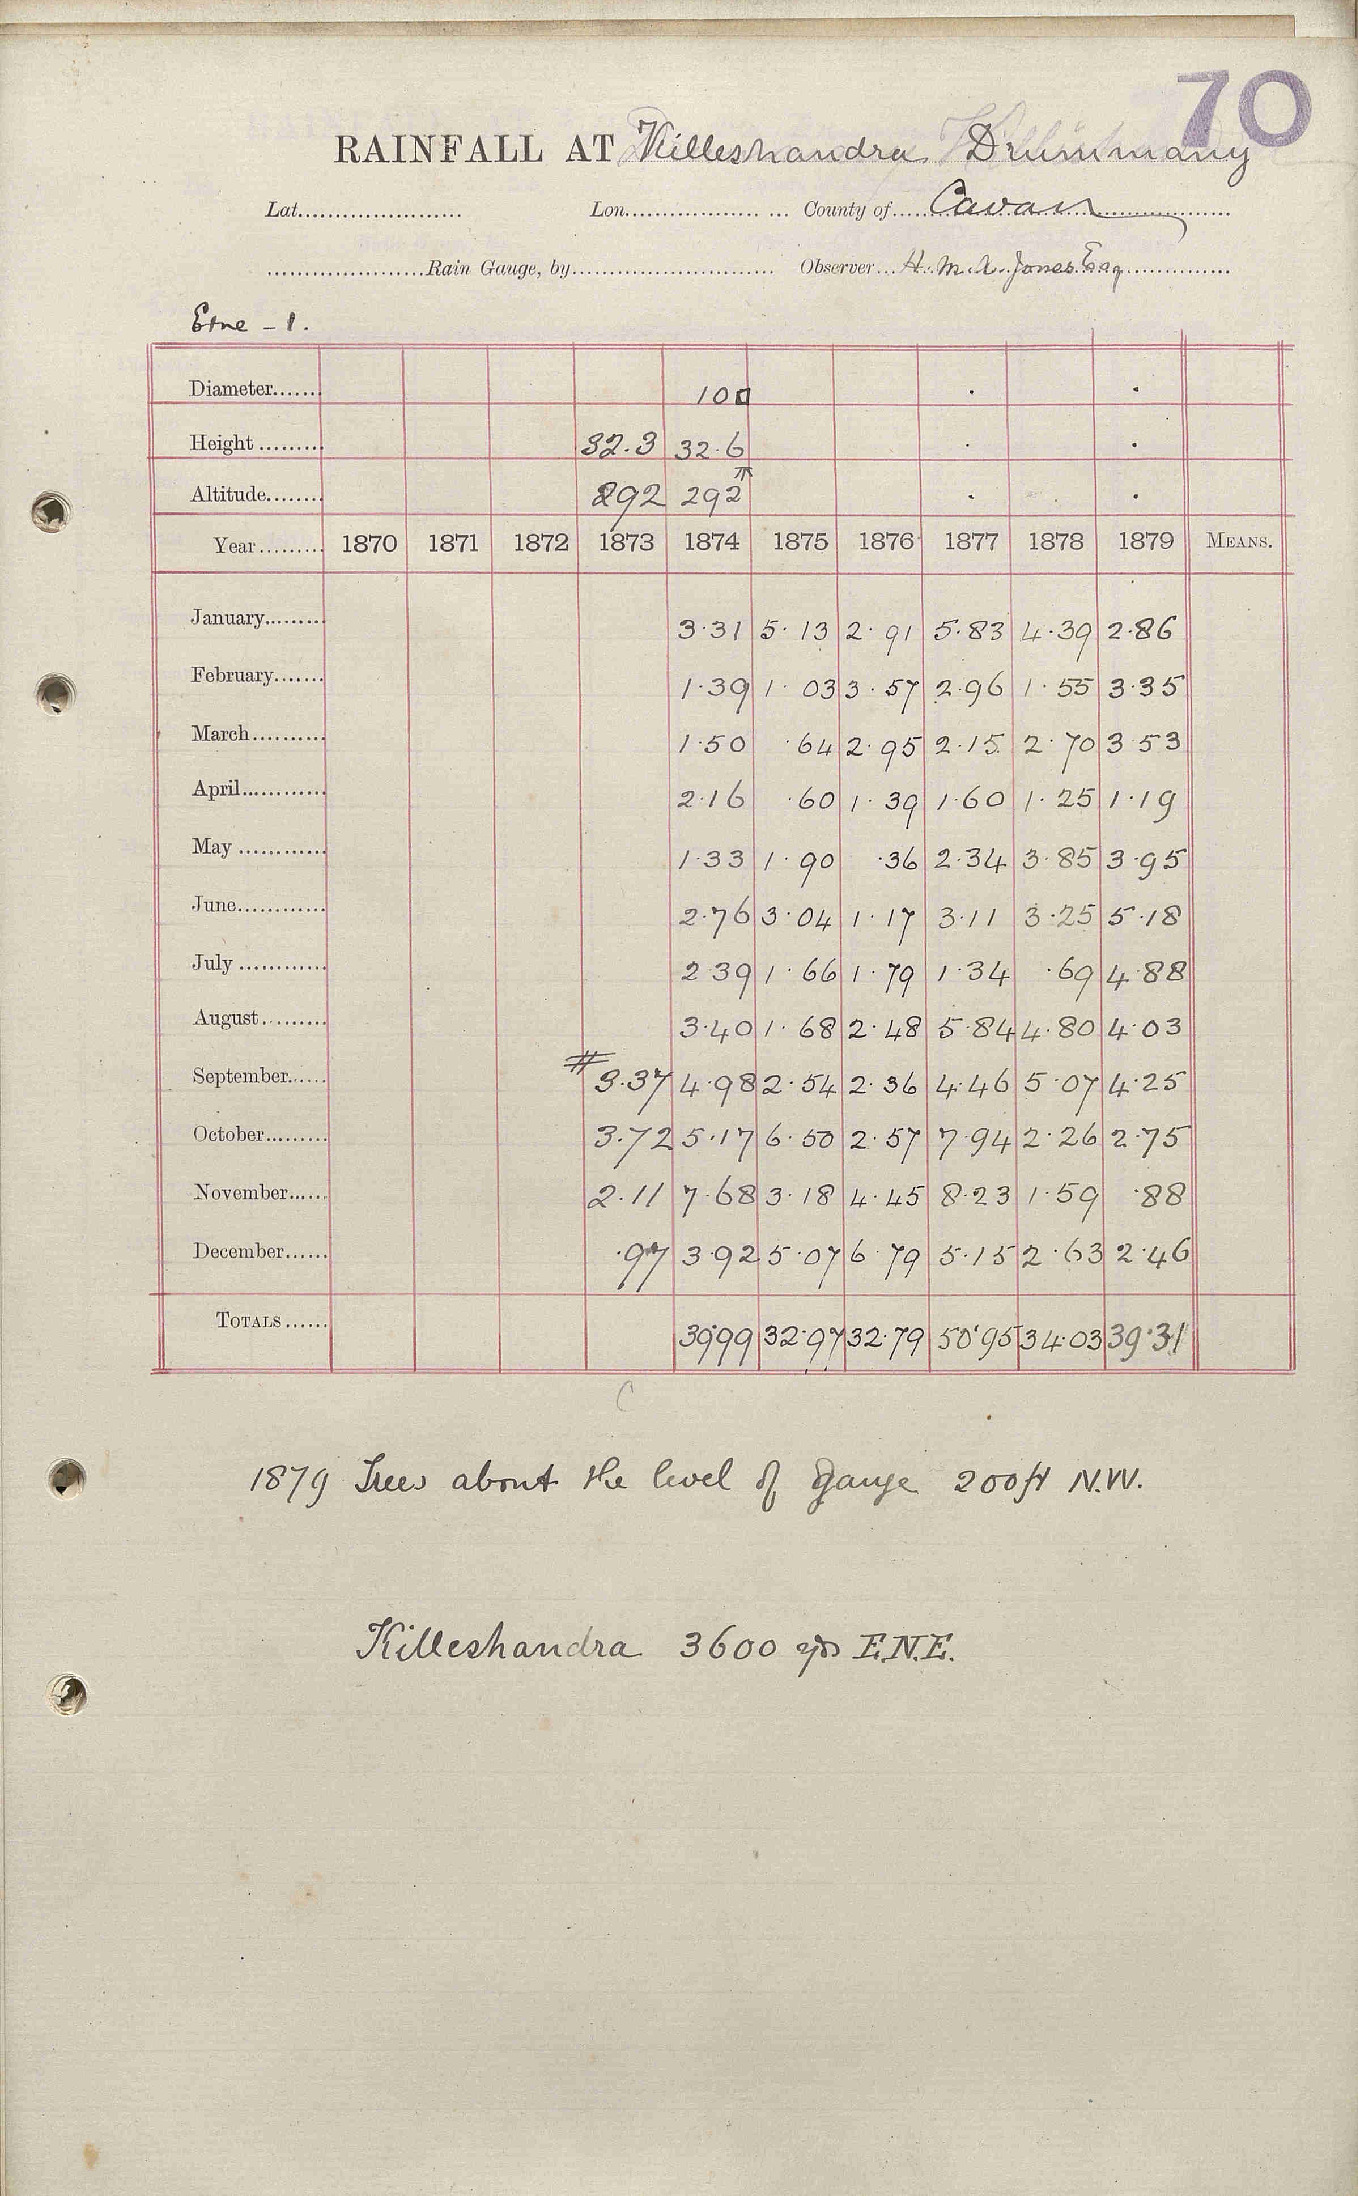 70
RAINFALL AT Killeshandra Drummany
Lat. Lon. County of Cavan
Rain Gauge, by Observer H. M. Jones Esq
Erne - 1.
Diameter 10 □
Height 32.3 32.6
Altitude 292 292
Year 1870 1871 1872 1873 1874 1875 1876 1877 1878 1879 MEANS.
January 3.31 5.13 2.91 5.83 4.39 2.86
February 1.39 1.03 3.57 2.96 1.55 3.35
March 1.50 .64 2.95 2.15 2.70 3.53
April 2.16 .60 1.39 1.60 1.25 1.19
May 1.33 1.90 .36 2.34 3.85 3.95
June 2.76 3.04 1.17 3.11 3.25 5.18
July 2.39 1.66 1.79 1.34 .69 4.88
August 3.40 1.68 2.48 5.84 4.80 4.03
September # 3.37 4.98 2.54 2.36 4.46 5.07 4.25
October 3.72 5.17 6.50 2.57 7.94 2.26 2.75
November 2.11 7.68 3.18 4.45 8.23 1.59 .88
December .97 3.92 5.07 6.79 5.15 2.63 2.46
TOTALS 39.99 32.97 32.79 50.95 34.03 39.31
1879 Trees about the level of gauge 200ft N.W.
Killeshandra 3600 yds E.N.E.